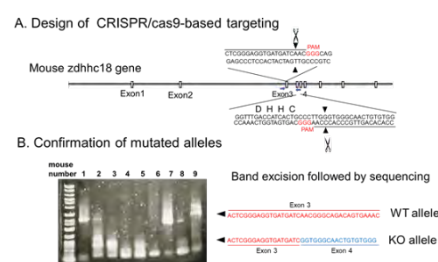 A. Design of CRISPR/cas9-based targeting
PAM
CTCGGGAGGTGATGATCAACGGGCAG
GAGCCCTCCACTACTAGTTGCCCGTC
Mouse zdhhc18 gene
Exon1
Exon2
Exon3
4
D H H C
GGTTTGACCATCACTGCCCTTGGGTGGGCAACTGTGTGG
CCAAACTGGTAGTGACGGGAACCCACCCGTTGACACACC
PAM
B. Confirmation of mutated alleles
mouse
number 1 2 3 4 5 6 7 8 9
Band excision followed by sequencing
Exon 3
ACTCGGGAGGTGATGATCAACGGGCAGACAGTGAAAC
WT allele
ACTCGGGAGGTGATGATCGGTGGGCAACTGTGTGGG
KO allele
Exon 3
Exon 4